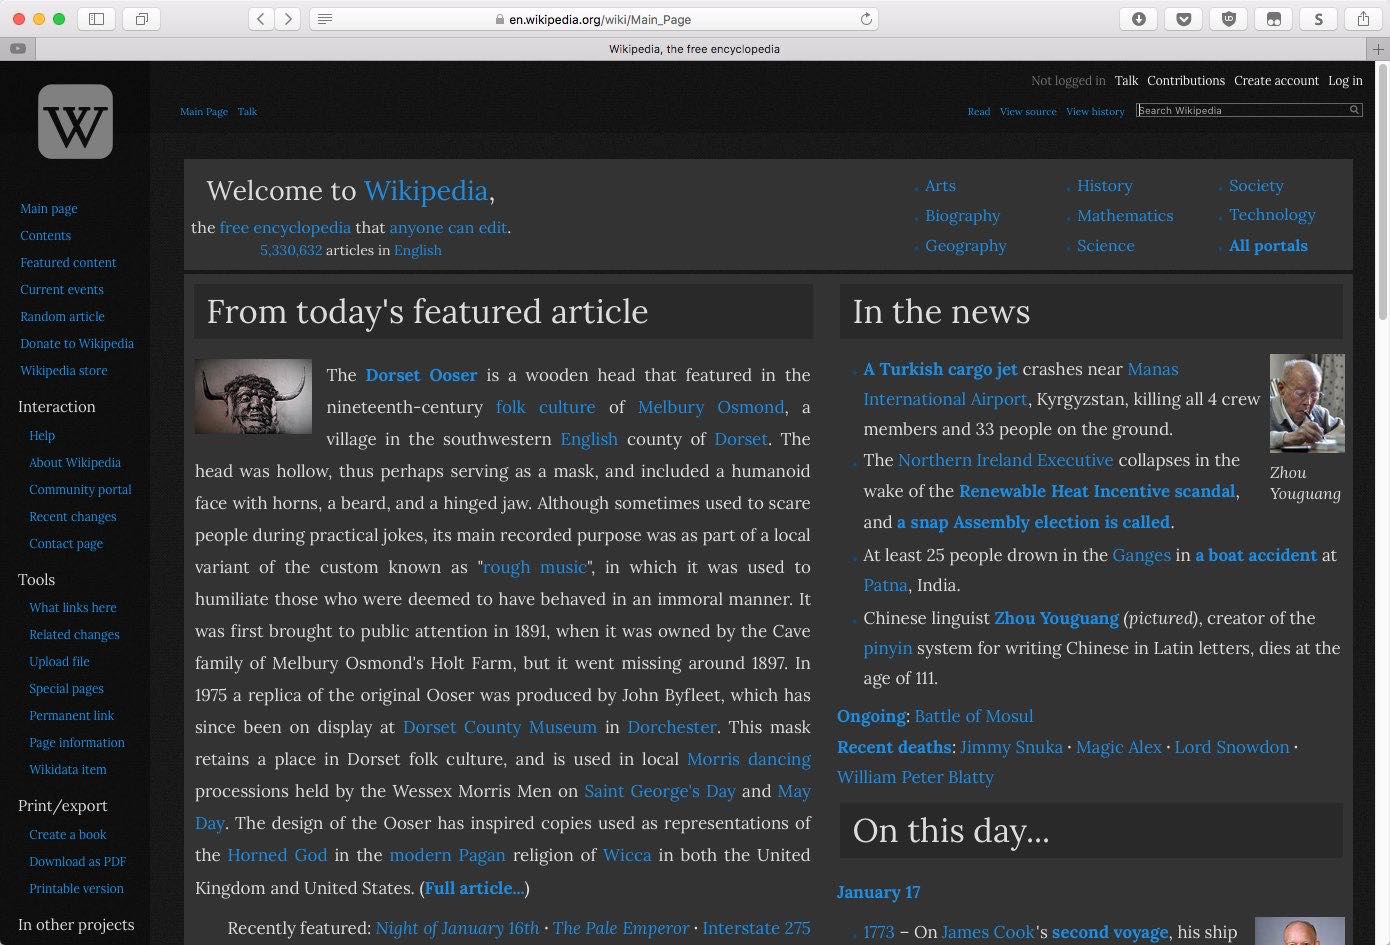 en.wikipedia.org/wiki/Main_Page
S
Wikipedia, the free encyclopedia
W
Not logged in Talk Contributions Create account Log in
Main Page Talk
Read View source View history Search Wikipedia
Main page
Contents
Featured content
Current events
Random article
Donate to Wikipedia
Wikipedia store
Interaction
Help
About Wikipedia
Community portal
Recent changes
Contact page
Tools
What links here
Related changes
Upload file
Special pages
Permanent link
Page information
Wikidata item
Print/export
Create a book
Download as PDF
Printable version
In other projects
Welcome to Wikipedia,
the free encyclopedia that anyone can edit.
5,330,632 articles in English
Arts
Biography
Geography
History
Mathematics
Science
Society
Technology
All portals
From today's featured article
The Dorset Ooser is a wooden head that featured in the
nineteenth-century folk culture of Melbury Osmond, a
village in the southwestern English county of Dorset. The
head was hollow, thus perhaps serving as a mask, and included a humanoid
face with horns, a beard, and a hinged jaw. Although sometimes used to scare
people during practical jokes, its main recorded purpose was as part of a local
variant of the custom known as "rough music", in which it was used to
humiliate those who were deemed to have behaved in an immoral manner. It
was first brought to public attention in 1891, when it was owned by the Cave
family of Melbury Osmond's Holt Farm, but it went missing around 1897. In
1975 a replica of the original Ooser was produced by John Byfleet, which has
since been on display at Dorset County Museum in Dorchester. This mask
retains a place in Dorset folk culture, and is used in local Morris dancing
processions held by the Wessex Morris Men on Saint George's Day and May
Day. The design of the Ooser has inspired copies used as representations of
the Horned God in the modern Pagan religion of Wicca in both the United
Kingdom and United States. (Full article...)
Recently featured: Night of January 16th · The Pale Emperor · Interstate 275
In the news
A Turkish cargo jet crashes near Manas
International Airport, Kyrgyzstan, killing all 4 crew
members and 33 people on the ground.
The Northern Ireland Executive collapses in the
wake of the Renewable Heat Incentive scandal,
and a snap Assembly election is called.
At least 25 people drown in the Ganges in a boat accident at
Patna, India.
Chinese linguist Zhou Youguang (pictured), creator of the
pinyin system for writing Chinese in Latin letters, dies at the
age of 111.
Zhou
Youguang
Ongoing: Battle of Mosul
Recent deaths: Jimmy Snuka · Magic Alex · Lord Snowdon ·
William Peter Blatty
On this day...
January 17
1773 – On James Cook's second voyage, his ship